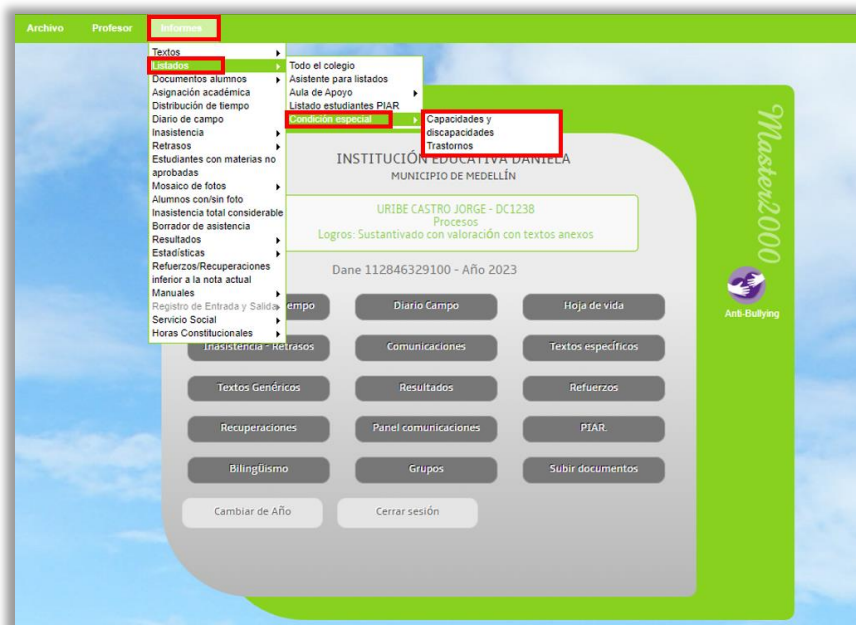 Archivo Profesor Informes
Textos
Listados
Documentos alumnos
Asignación académica
Distribución de tiempo
Diario de campo
Inasistencia
Retrasos
Estudiantes con materias no
aprobadas
Mosaico de fotos
Alumnos con/sin foto
Inasistencia total considerable
Borrador de asistencia
Resultados
Estadísticas
Refuerzos/Recuperaciones
inferior a la nota actual
Manuales
Registro de Entrada y Salida
Servicio Social
Horas Constitucionales
Todo el colegio
Asistente para listados
Aula de Apoyo
Listado estudiantes PIAR
Condición especial
Capacidades y
discapacidades
Trastornos
INSTITUCIÓN EDUCATIVA DANIELA
MUNICIPIO DE MEDELLÍN
URIBE CASTRO JORGE - DC1238
Procesos
Logros: Sustantivado con valoración con textos anexos
Dane 112846329100 - Año 2023
empo Diario Campo Hoja de vida
Inasistencia - Retrasos Comunicaciones Textos específicos
Textos Genéricos Resultados Refuerzos
Recuperaciones Panel comunicaciones PIAR.
Bilingüismo Grupos Subir documentos
Cambiar de Año Cerrar sesión
Master2000
Anti-Bullying